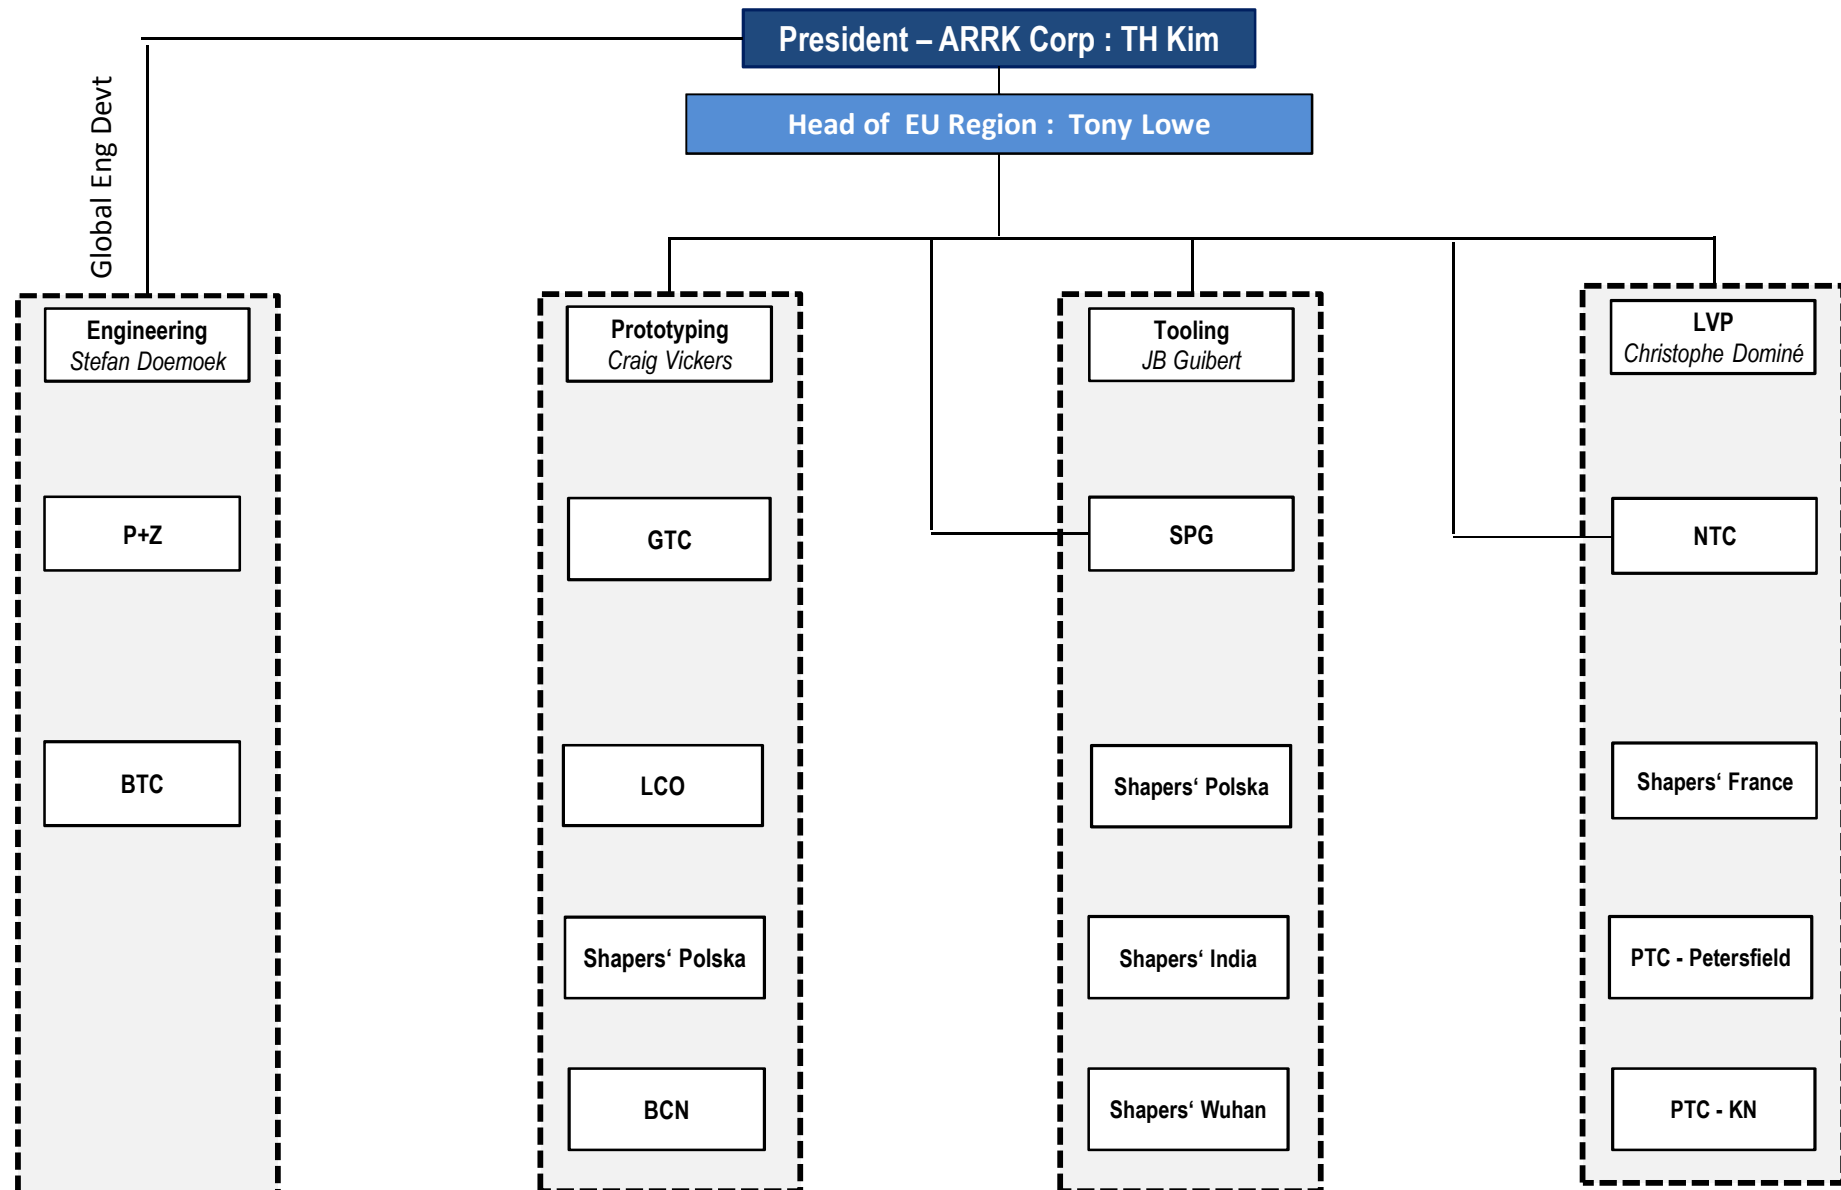 President – ARRK Corp : TH Kim
Head of EU Region : Tony Lowe
Global Eng Devt
Engineering
Stefan Doemoek
P+Z
BTC
Prototyping
Craig Vickers
GTC
LCO
Shapers‘ Polska
BCN
Tooling
JB Guibert
SPG
Shapers‘ Polska
Shapers‘ India
Shapers‘ Wuhan
LVP
Christophe Dominé
NTC
Shapers‘ France
PTC - Petersfield
PTC - KN